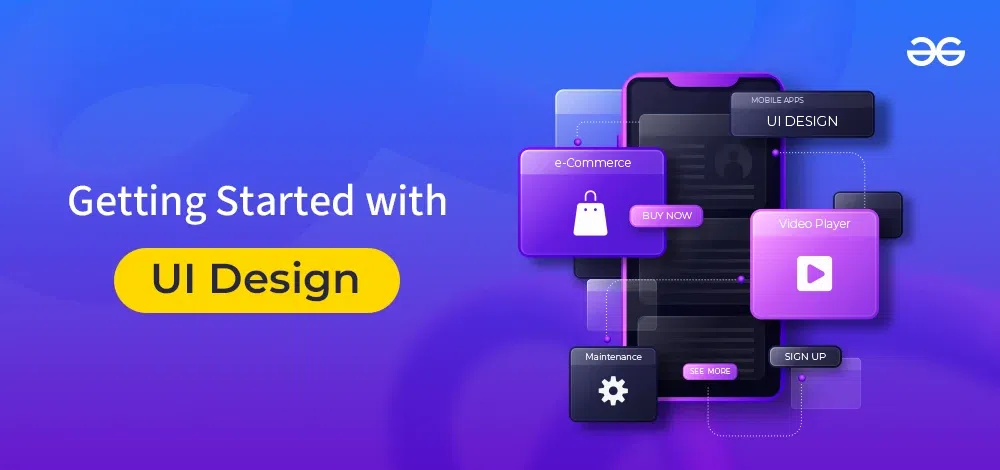 Getting Started with
UI Design
MOBILE APPS
UI DESIGN
e-Commerce
BUY NOW
Video Player
Maintenance
SIGN UP
SEE MORE